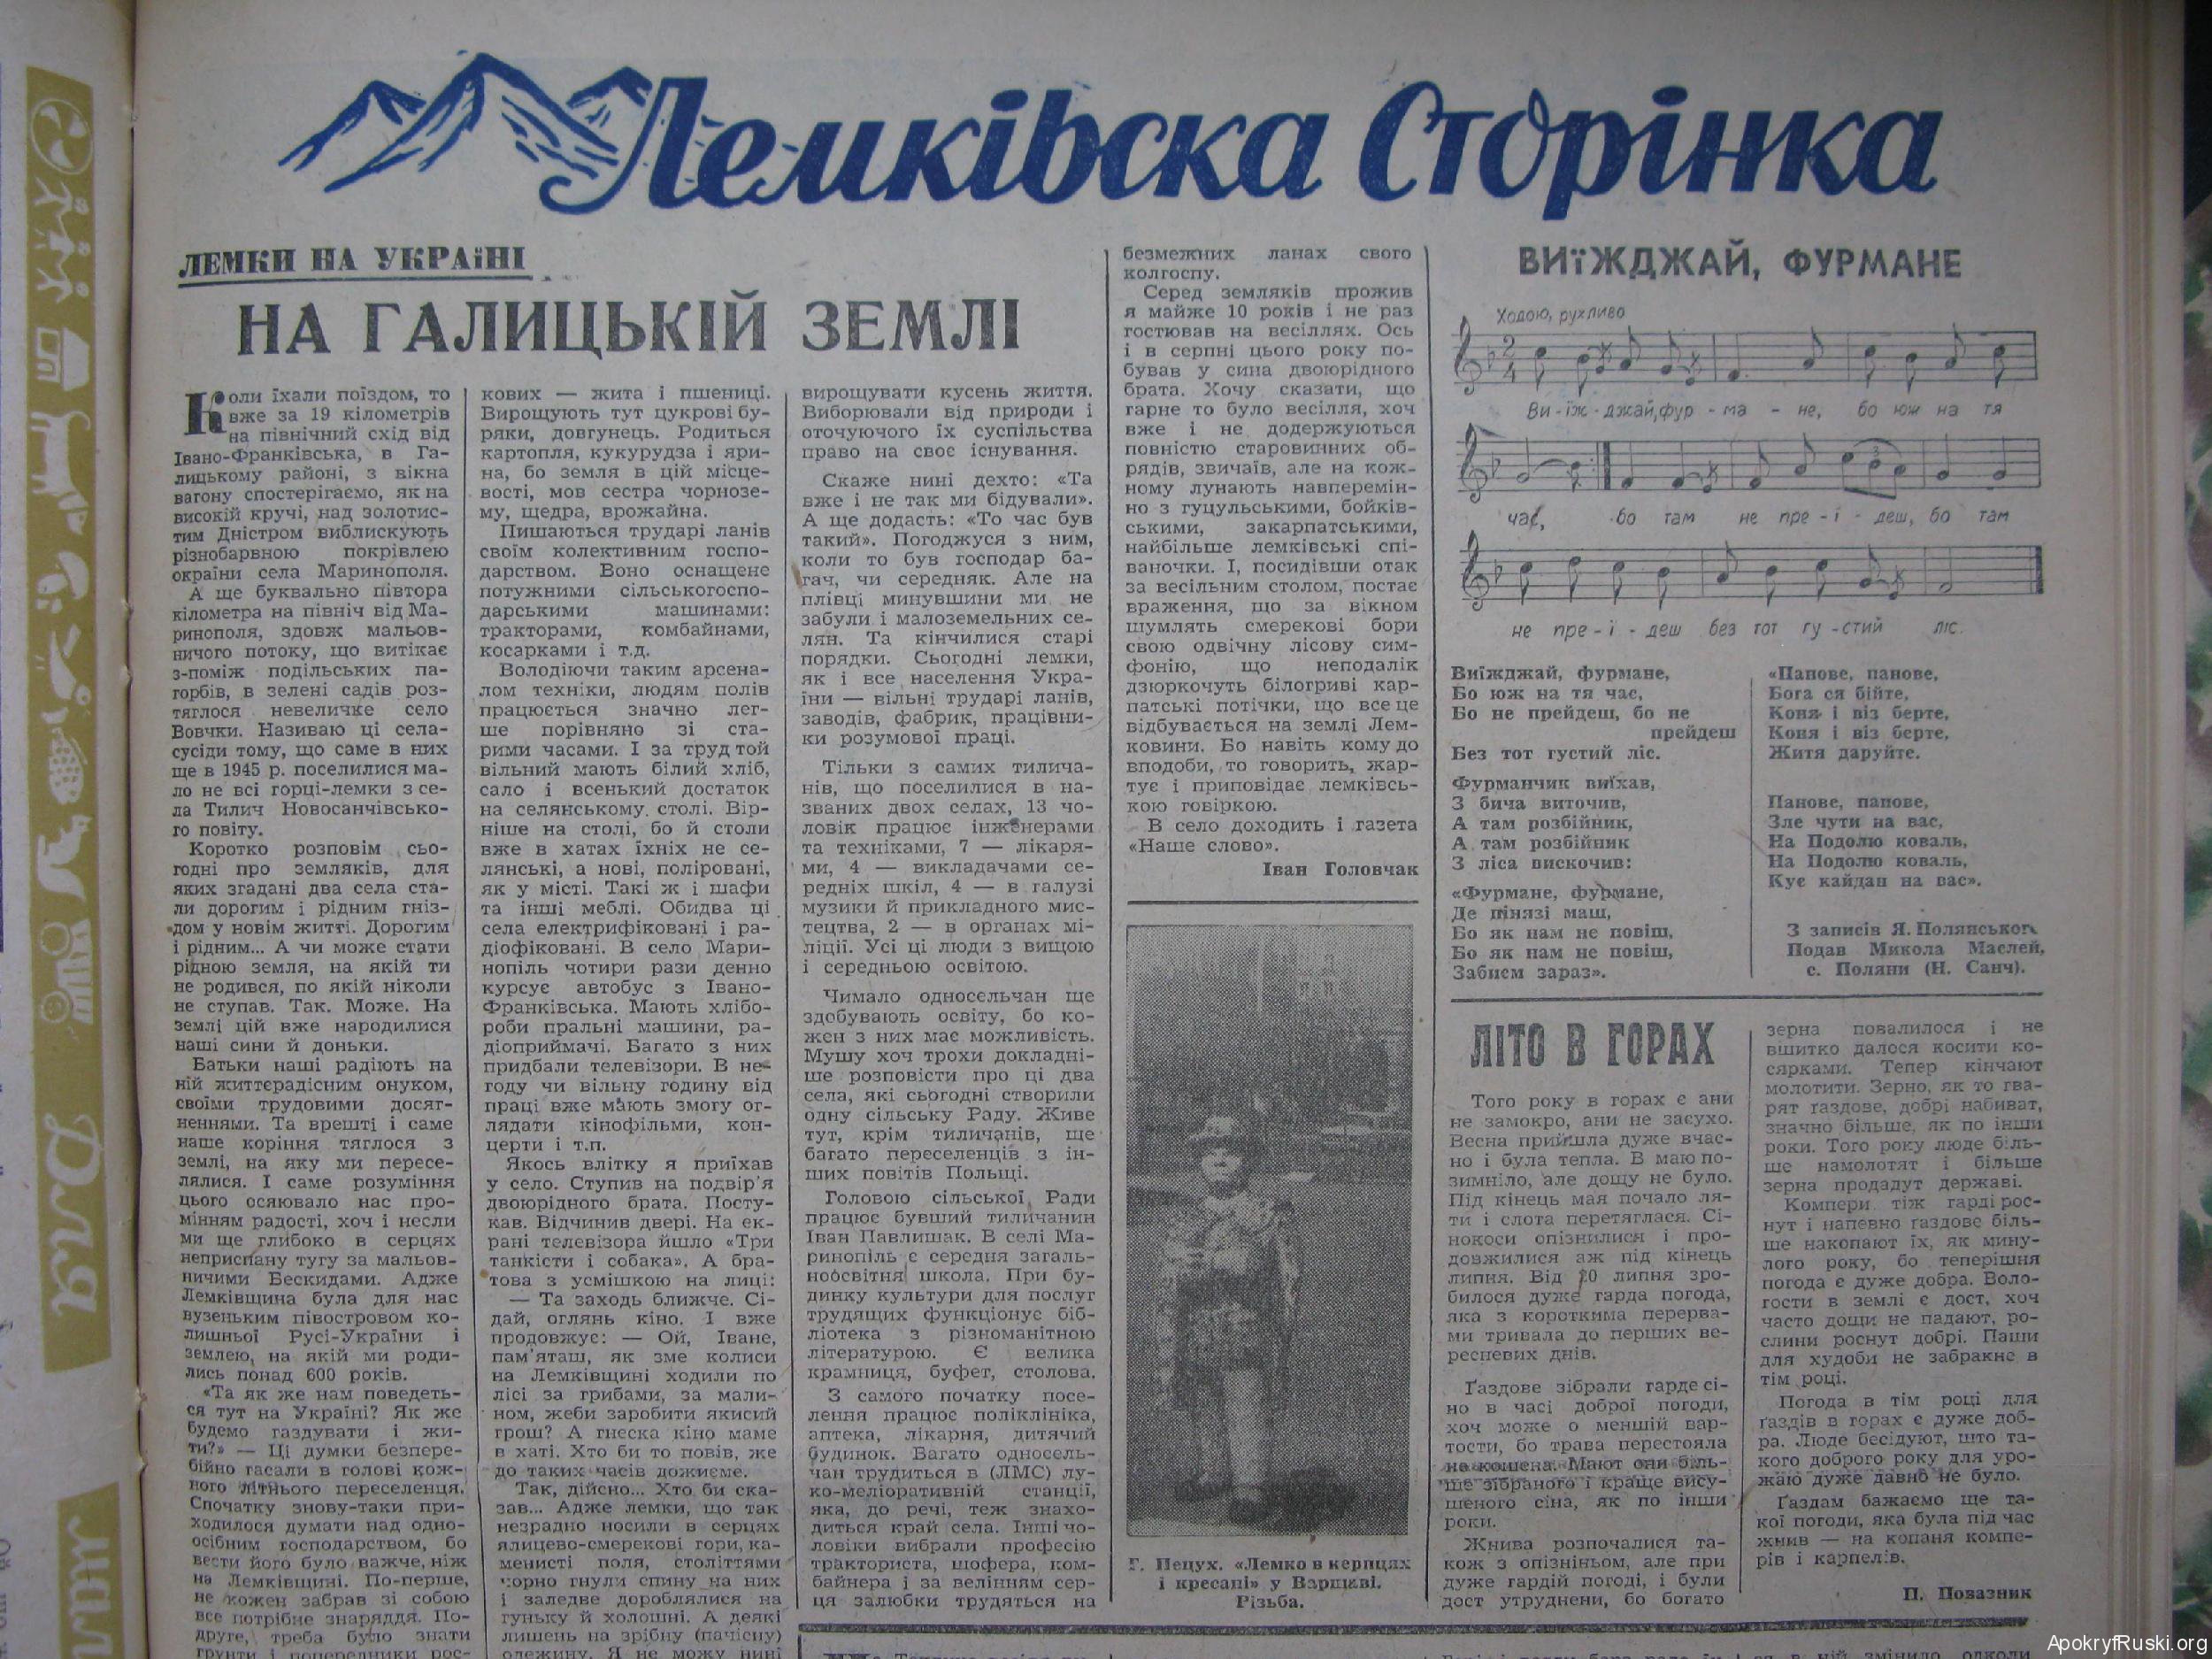 Лемківска Сторінка
ЛЕМКИ НА УКРАїНІ
НА ГАЛИЦЬКІЙ ЗЕМЛІ
Коли їхали поїздом, то
вже за 19 кілометрів
на північний схід від
Івано-Франківська, в Га-
лицькому районі, з вікна
вагону спостерігаємо, як на
високій кручі, над золотис-
тим Дністром виблискують
різнобарвною покрівлею
окраїни села Маринополя.
А ще буквально півтора
кілометра на північ від Ма-
ринополя, здовж мальов-
ничого потоку, що витікає
з-поміж подільських па-
горбів, в зелені садів роз-
тяглося невеличке село
Вовчки. Називаю ці села-
сусіди тому, що саме в них
ще в 1945 р. поселилися ма-
ло не всі горці-лемки з се-
ла Тилич Новосанчівсько-
го повіту.
Коротко розповім сьо-
годні про земляків, для
яких згадані два села ста-
ли дорогим і рідним гніз-
дом у новім житті. Дорогим
і рідним... А чи може стати
рідною земля, на якій ти
не родився, по якій ніколи
не ступав. Так. Може. На
землі цій вже народилися
наші сини й доньки.
Батьки наші радіють на
ній життєрадісним онуком,
своїми трудовими досяг-
неннями. Та врешті і саме
наше коріння тяглося з
землі, на яку ми пересе-
лялися. І саме розуміння
цього осяювало нас про-
мінням радості, хоч і несли
ми ще глибоко в серцях
неприспану тугу за мальов-
ничими Бескидами. Адже
Лемківщина була для нас
вузеньким півостровом ко-
лишньої Русі-України і
землею, на якій ми роди-
лись понад 600 років.
«Та як же нам поведеть-
ся тут на Україні? Як же
будемо газдувати і жи-
ти?» — Ці думки безпере-
бійно гасали в голові кож-
ного літнього переселенця.
Спочатку знову-таки при-
ходилося думати над одно-
осібним господарством, бо
вести його було важче, ніж
на Лемківщині. По-перше,
не кожен забрав зі собою
все потрібне знаряддя. По-
друге, треба було знати
ґрунти і попередники рос-
кових — жита і пшениці.
Вирощують тут цукрові бу-
ряки, довгунець. Родиться
картопля, кукурудза і ярі-
на, бо земля в цій місце-
вості, мов сестра чорнозе-
му, щедра, врожайна.
Пишаються трударі ланів
своїм колективним госпо-
дарством. Воно оснащене
потужними сільськогоспо-
дарськими машинами:
тракторами, комбайнами,
косарками і т.д.
Володіючи таким арсена-
лом техніки, людям полів
працюється значно лег-
ше порівняно зі ста-
рими часами. І за труд той
вільний мають білий хліб,
сало і всенький достаток
на селянському столі. Вір-
ніше на столі, бо й столи
вже в хатах їхніх не се-
лянські, а нові, поліровані,
як у місті. Такі ж і шафи
та інші меблі. Обидва ці
села електрифіковані і ра-
діофіковані. В село Мари-
нопіль чотири рази денно
курсує автобус з Івано-
Франківська. Мають хлібо-
роби пральні машини, ра-
діоприймачі. Багато з них
придбали телевізори. В не-
году чи вільну годину від
праці вже мають змогу ог-
лядати кінофільми, кон-
церти і т.п.
Якось влітку я приїхав
у село. Ступив на подвір'я
двоюрідного брата. Посту-
кав. Відчинив двері. На ек-
рані телевізора йшло «Три
танкісти і собака». А бра-
това з усмішкою на лиці:
— Та заходь ближче. Сі-
дай, оглянь кіно. І вже
продовжує: — Ой, Іване,
пам'яташ, як зме колиси
на Лемківщині ходили по
лісі за грибами, за мали-
ном, жеби заробити якисий
грош? А гнеска кіно маме
в хаті. Хто би то повів, же
до таких часів дожиєме.
Так, дійсно... Хто би ска-
зав... Адже лемки, що так
незрадно носили в серцях
ялицево-смерекові гори, ка-
менисті поля, століттями
чорно гнули спину на них
і заледве дороблялися на
гуньку й холошні. А деякі
лишень на зрібну (пачісну)
одежину. Я не можу нині
вирощувати кусень життя.
Виборювали від природи і
оточуючого їх суспільства
право на своє існування.
Скаже нині дехто: «Та
вже і не так ми бідували».
А ще додасть: «То час був
такий». Погоджуся з ним,
коли то був господар ба-
гач, чи середняк. Але на
плівці минувшини ми не
забули і малоземельних се-
лян. Та кінчилися старі
порядки. Сьогодні лемки,
як і все населення Укра-
їни — вільні трударі ланів,
заводів, фабрик, працівни-
ки розумової праці.
Тільки з самих тилича-
нів, що поселилися в на-
званих двох селах, 13 чо-
ловік працює інженерами
та техніками, 7 — лікаря-
ми, 4 — викладачами се-
редніх шкіл, 4 — в галузі
музики й прикладного мис-
тецтва, 2 — в органах мі-
ліції. Усі ці люди з вищою
і середньою освітою.
Чимало односельчан ще
здобувають освіту, бо ко-
жен з них має можливість.
Мушу хоч трохи докладні-
ше розповісти про ці два
села, які сьогодні створили
одну сільську Раду. Живе
тут, крім тиличанів, ще
багато переселенців з ін-
ших повітів Польщі.
Головою сільської Ради
працює бувший тиличанин
Іван Павлишак. В селі Ма-
ринопіль є середня загаль-
ноосвітня школа. При бу-
динку культури для послуг
трудящих функціонує біб-
ліотека з різноманітною
літературою. Є велика
крамниця, буфет, столова.
З самого початку посе-
лення працює поліклініка,
аптека, лікарня, дитячий
будинок. Багато односель-
чан трудиться в (ЛМС) лу-
ко-меліоративній станції,
яка, до речі, теж знахо-
диться край села. Інші чо-
ловіки вибрали професію
тракториста, шофера, ком-
байнера і за велінням сер-
ця залюбки трудяться на
безмежних ланах свого
колгоспу.
Серед земляків прожив
я майже 10 років і не раз
гостював на весіллях. Ось
і в серпні цього року по-
бував у сина двоюрідного
брата. Хочу сказати, що
гарне то було весілля, хоч
вже і не додержуються
повністю старовинних об-
рядів, звичаїв, але на кож-
ному лунають навперемін-
но з гуцульськими, бойків-
ськими, закарпатськими,
найбільше лемківські спі-
ваночки. І, посидівши отак
за весільним столом, постає
враження, що за вікном
шумлять смерекові бори
свою одвічну лісову сим-
фонію, що неподалік
дзюркочуть білогриві кар-
патські потічки, що все це
відбувається на землі Лем-
ковини. Бо навіть кому до
вподоби, то говорить, жар-
тує і приповідає лемківсь-
кою говіркою.
В село доходить і газета
«Наше слово».
Іван Головчак
Г. Пецух. «Лемко в керпцях
і кресані» у Варшаві.
Різьба.
ВИїЖДЖАЙ, ФУРМАНЕ
Ходою, рухливо
Ви-їж-джай, фур-ма-не, бо юж на тя
час, бо там не пре-і-деш, бо там
не пре-і-деш без тот гу-стий ліс.
Виїжджай, фурмане,
Бо юж на тя час,
Бо не прейдеш, бо не
прейдеш
Без тот густий ліс.
Фурманчик виїхав,
З бича виточив,
А там розбійник,
А там розбійник
З ліса вискочив:
«Фурмане, фурмане,
Де пінязі маш,
Бо як нам не повіш,
Бо як нам не повіш,
Забием зараз».
«Панове, панове,
Бога ся бійте,
Коня і віз берте,
Коня і віз берте,
Житя даруйте.
Панове, панове,
Зле чути на вас,
На Подолю коваль,
На Подолю коваль,
Кує кайдан на вас».
З записів Я. Полянського
Подав Микола Маслей,
с. Поляни (Н. Санч).
ЛІТО В ГОРАХ
Того року в горах є ани
не замокро, ани не засухо.
Весна прийшла дуже вчас-
но і была тепла. В маю по-
зимніло, але дощу не было.
Під кінець мая почало ля-
ти і слота перетяглася. Сі-
нокоси опізнилися і про-
довжилися аж під кінець
липня. Від 20 липня зро-
билося дуже гарда погода,
яка з короткима перерва-
ми тривала до перших ве-
ресневих днів.
Ґаздове зібрали гарде сі-
но в часі доброї погоди,
хоч може о меншій вар-
тости, бо трава перестояла
некошена. Мают они біль-
ше зібраного і краще вису-
шеного сіна, як по інши
роки.
Жнива розпочалися та-
кож з опізніньом, але при
дуже гардій погоді, і були
дост утруднени, бо богато
зерна повалилося і не
вшитко далося косити ко-
сярками. Тепер кінчают
молотити. Зерно, як то гва-
рят газдове, добрі набиват,
значно більше, як по інши
роки. Того року люде біль-
ше намолотят і більше
зерна продадут державі.
Компери тіж гарді рос-
нут і напевно ґаздове біль-
ше накопают їх, як мину-
лого року, бо теперішня
погода є дуже добра. Воло-
гости в землі є дост, хоч
часто дощи не падают, ро-
слини роснут добрі. Паши
для худоби не забракне в
тім році.
Погода в тім році для
ґаздів в горах є дуже доб-
ра. Люде бесідуют, што та-
кого доброго року для уро-
жаю дуже давно не було.
Ґаздам бажаємо ще та-
кої погоди, яка була під час
жнив — на копаня компе-
рів і карпелів.
П. Повазник
ApokryfRuski.org